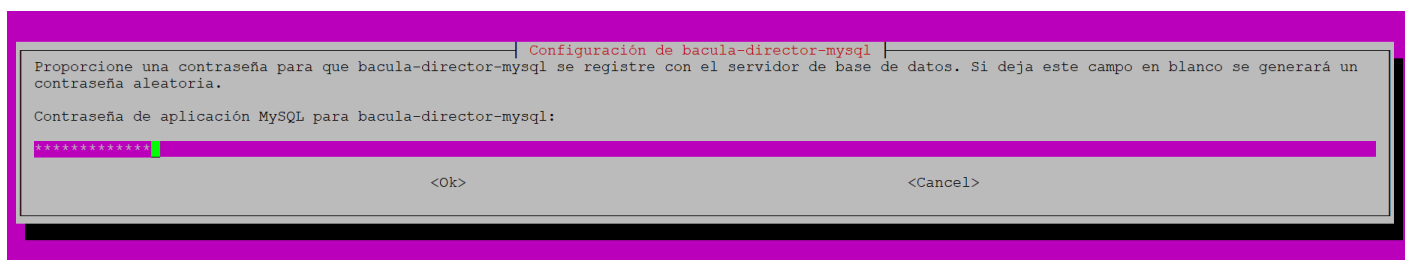 Configuración de bacula-director-mysql
Proporcione una contraseña para que bacula-director-mysql se registre con el servidor de base de datos. Si deja este campo en blanco se generará un
contraseña aleatoria.
Contraseña de aplicación MySQL para bacula-director-mysql:
*************
<Ok> <Cancel>